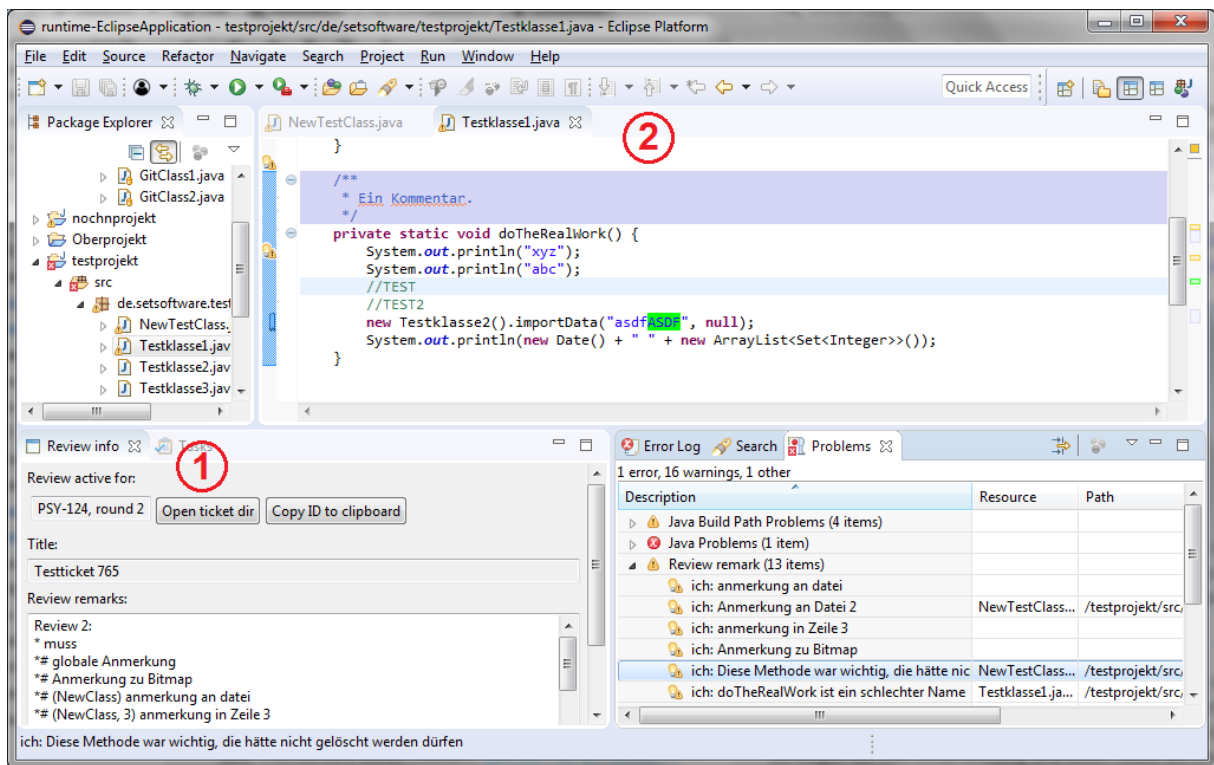 runtime-EclipseApplication - testprojekt/src/de/setsoftware/testprojekt/Testklasse1.java - Eclipse Platform
File Edit Source Refactor Navigate Search Project Run Window Help
Quick Access
Package Explorer
GitClass1.java
GitClass2.java
nochnprojekt
Oberprojekt
testprojekt
src
de.setsoftware.test
NewTestClass.
Testklasse1.jav
Testklasse2.jav
Testklasse3.jav
NewTestClass.java Testklasse1.java
2
}
/**
* Ein Kommentar.
*/
private static void doTheRealWork() {
System.out.println("xyz");
System.out.println("abc");
//TEST
//TEST2
new Testklasse2().importData("asdfASDF", null);
System.out.println(new Date() + " " + new ArrayList<Set<Integer>>());
}
Review info Tasks
1
Review active for:
PSY-124, round 2 Open ticket dir Copy ID to clipboard
Title:
Testticket 765
Review remarks:
Review 2:
* muss
*# globale Anmerkung
*# Anmerkung zu Bitmap
*# (NewClass) anmerkung an datei
*# (NewClass, 3) anmerkung in Zeile 3
Error Log Search Problems
1 error, 16 warnings, 1 other
Description Resource Path
Java Build Path Problems (4 items)
Java Problems (1 item)
Review remark (13 items)
ich: anmerkung an datei
ich: Anmerkung an Datei 2 NewTestClass... /testprojekt/src,
ich: anmerkung in Zeile 3
ich: Anmerkung zu Bitmap
ich: Diese Methode war wichtig, die hätte nic NewTestClass... /testprojekt/src,
ich: doTheRealWork ist ein schlechter Name Testklasse1.ja... /testprojekt/src,
ich: Diese Methode war wichtig, die hätte nicht gelöscht werden dürfen